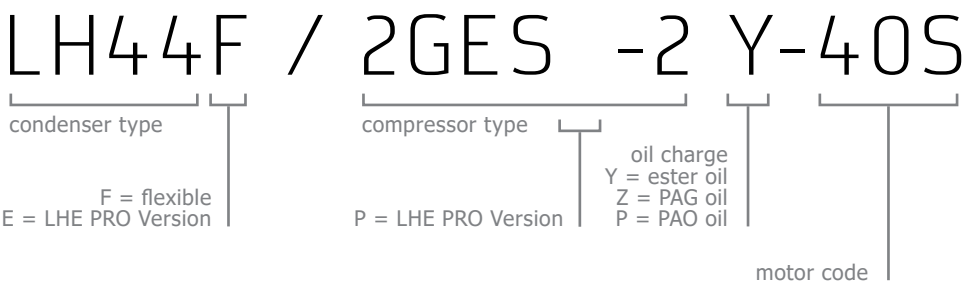 LH44F / 2GES -2 Y-40S
condenser type
compressor type
F = flexible
E = LHE PRO Version
P = LHE PRO Version
oil charge
Y = ester oil
Z = PAG oil
P = PAO oil
motor code